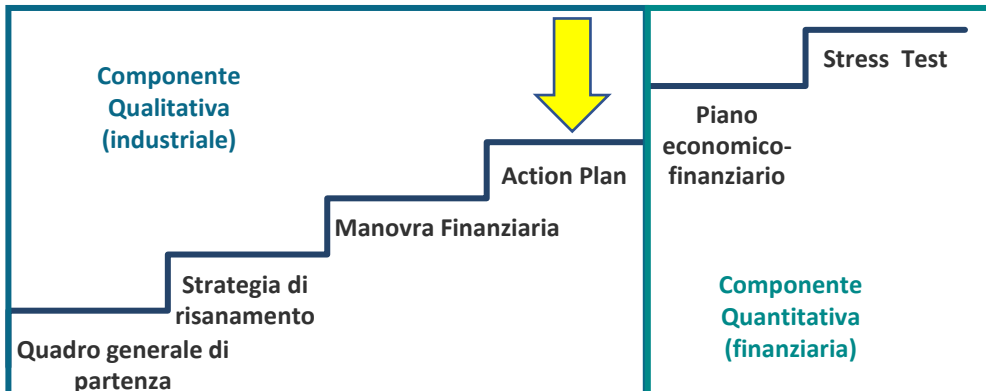 Componente
Qualitativa
(industriale)
Quadro generale di
partenza
Strategia di
risanamento
Manovra Finanziaria
Action Plan
Piano
economico-
finanziario
Stress Test
Componente
Quantitativa
(finanziaria)